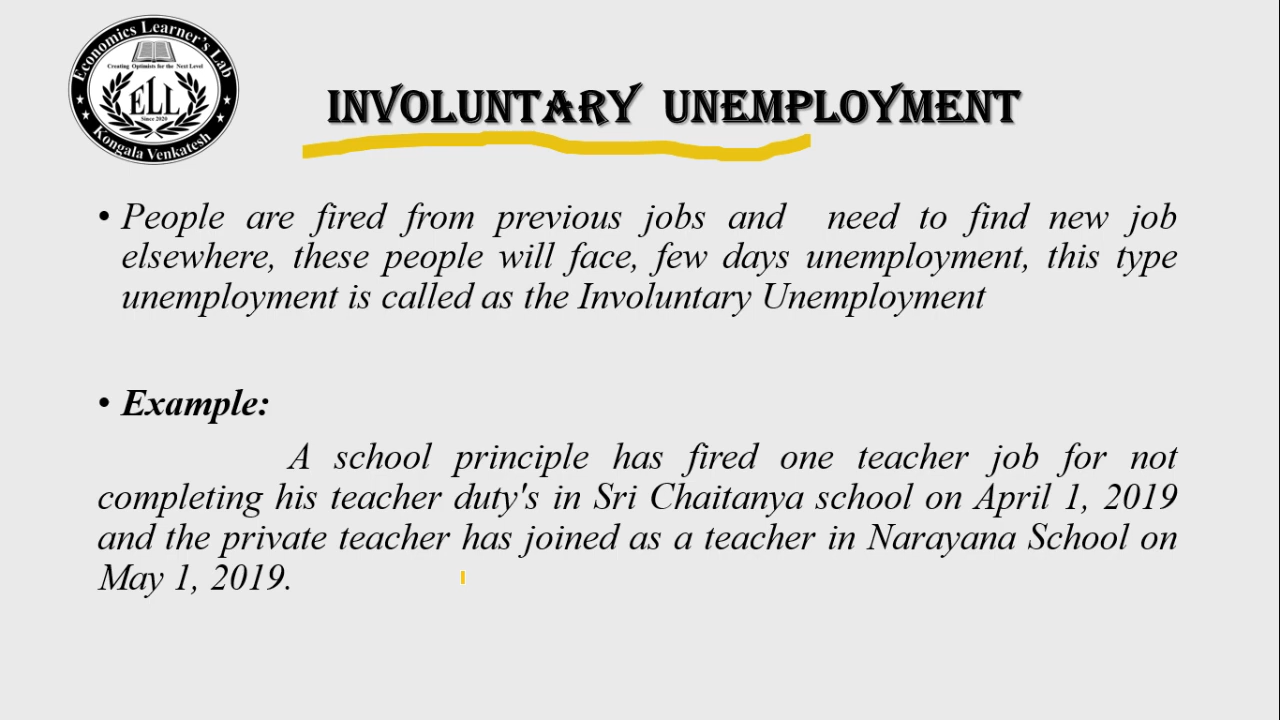 Economics Learner's Lab
Creating Optimists for the Next Level
ELL
Since 2020
Kongala Venkatesh
INVOLUNTARY UNEMPLOYMENT
• People are fired from previous jobs and need to find new job
elsewhere, these people will face, few days unemployment, this type
unemployment is called as the Involuntary Unemployment
• Example:
A school principle has fired one teacher job for not
completing his teacher duty's in Sri Chaitanya school on April 1, 2019
and the private teacher has joined as a teacher in Narayana School on
May 1, 2019.